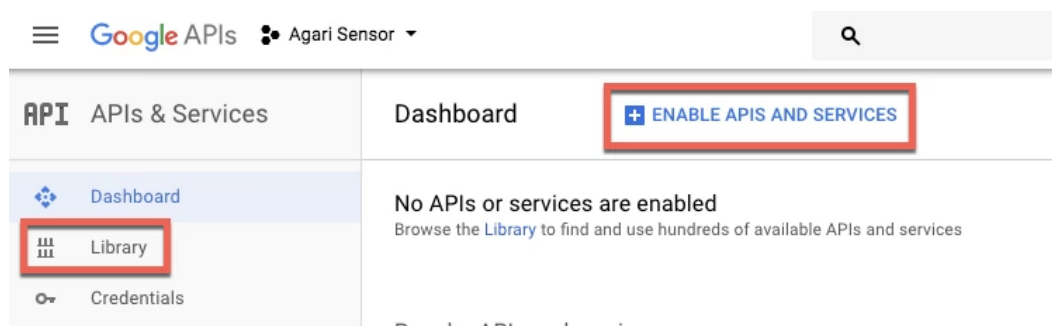 Google APIs Agari Sensor
API APIs & Services
Dashboard ENABLE APIS AND SERVICES
Dashboard
Library
Credentials
No APIs or services are enabled
Browse the Library to find and use hundreds of available APIs and services